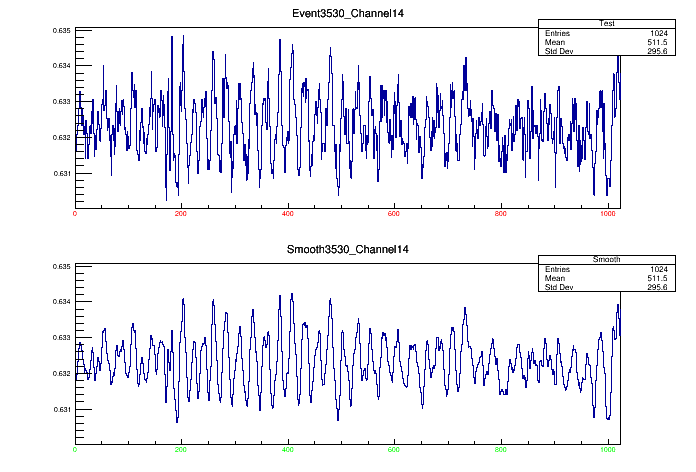 Event3530_Channel14
Test
Entries 1024
Mean 511.5
Std Dev 295.6
0.635
0.634
0.633
0.632
0.631
0 200 400 600 800 1000
Smooth3530_Channel14
Smooth
Entries 1024
Mean 511.5
Std Dev 295.6
0.635
0.634
0.633
0.632
0.631
0 200 400 600 800 1000